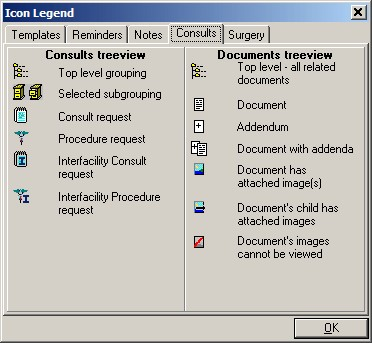 Icon Legend
Templates Reminders Notes Consults Surgery
Consults treeview
Top level grouping
Selected subgrouping
Consult request
Procedure request
Interfacility Consult
request
Interfacility Procedure
request
Documents treeview
Top level - all related
documents
Document
Addendum
Document with addenda
Document has
attached image(s)
Document's child has
attached images
Document's images
cannot be viewed
OK